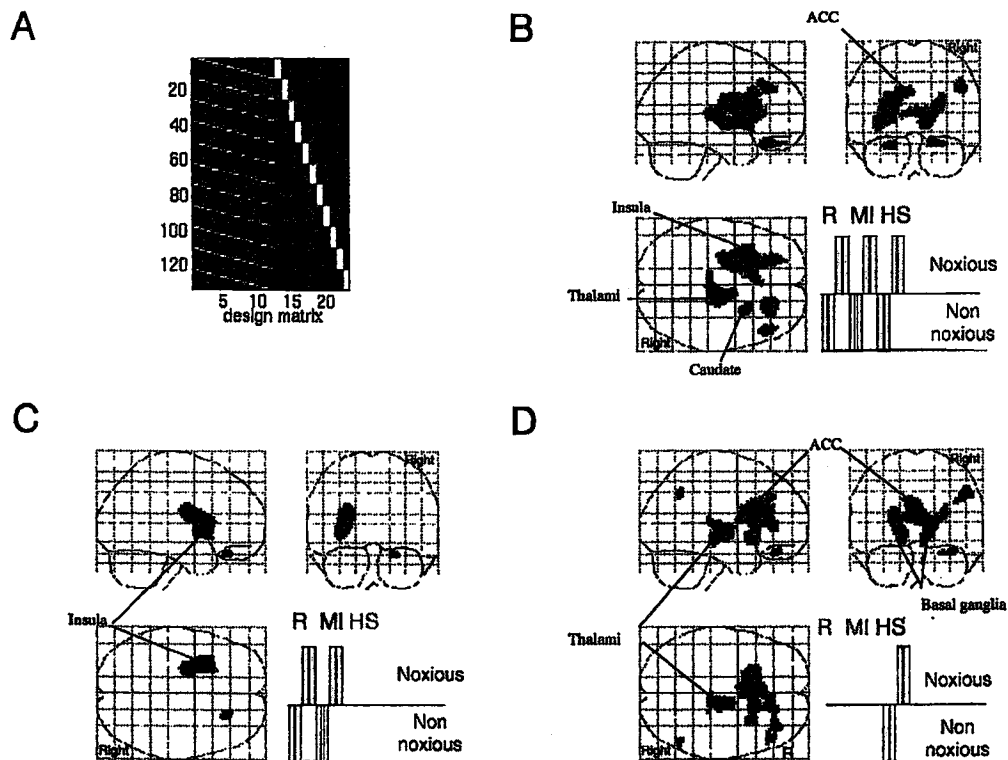 A
20
40
60
80
100
120
5 10 15 20
design matrix
B
ACC
Right
Insula
Thalami
Caudate
Right
R MI HS
Noxious
Non
noxious
C
Right
Insula
Right
R MI HS
Noxious
Non
noxious
D
ACC
Right
Basal ganglia
Thalami
Right
R
R MI HS
Noxious
Non
noxious